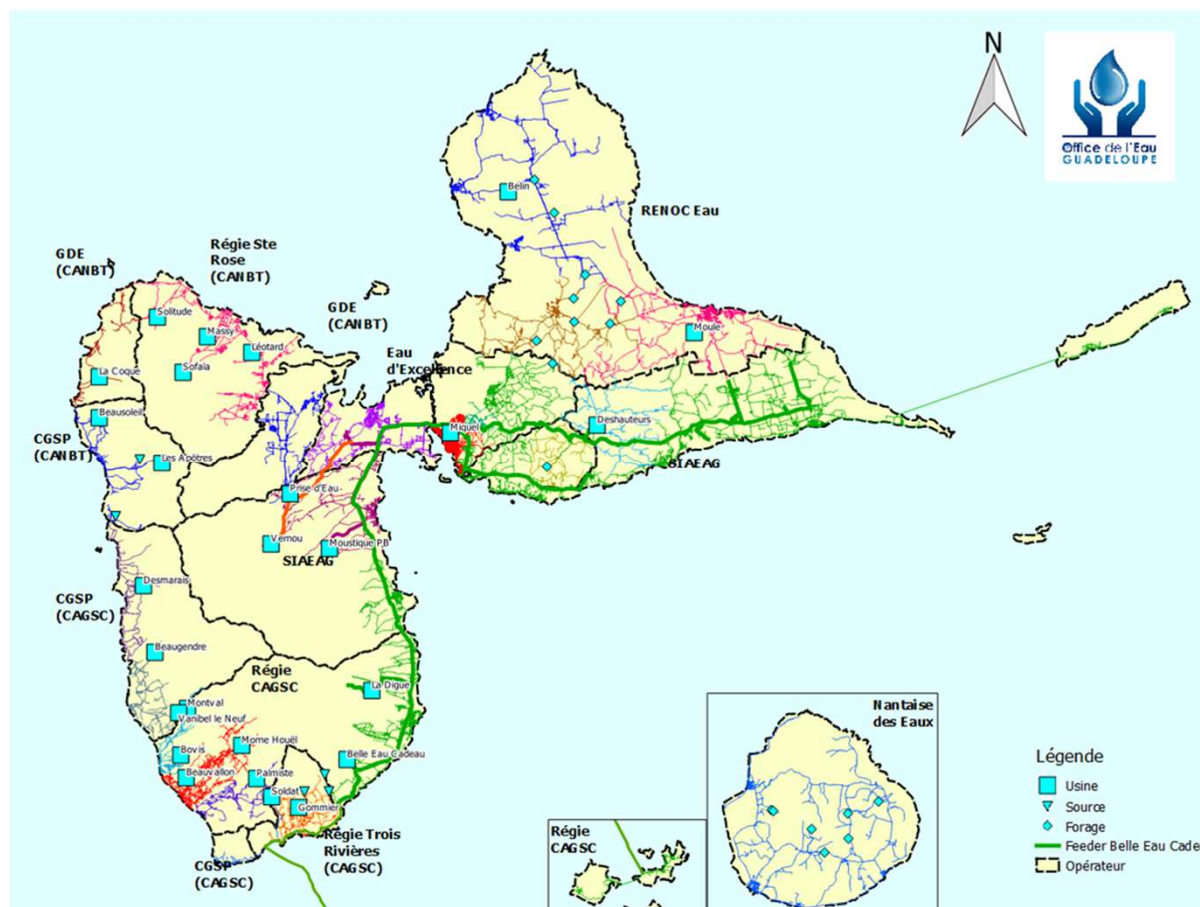 N
Office de l'Eau
GUADELOUPE
Belin
RENOC Eau
GDE
(CANBT)
Régie Ste
Rose
(CANBT)
GDE
(CANBT)
Solitude
Massy
Léotard
Sofaïa
La Coque
Eau
d'Excellence
Moule
Beausoleil
CGSP
(CANBT)
Les Apôtres
Miquel
Deshauteurs
SIAEAG
Prise d'Eau
Vernou
Moustique PB
SIAEAG
Desmarais
CGSP
(CAGSC)
Beaugendre
Régie
CAGSC
La Digue
Montval
Vanibel le Neuf
Morne Houël
Bovis
Belle Eau Cadeau
Beauvallon
Palmiste
Soldat
Gommier
Régie Trois
Rivières
(CAGSC)
CGSP
(CAGSC)
Régie
CAGSC
Nantaise
des Eaux
Légende
Usine
Source
Forage
Feeder Belle Eau Cade
Opérateur